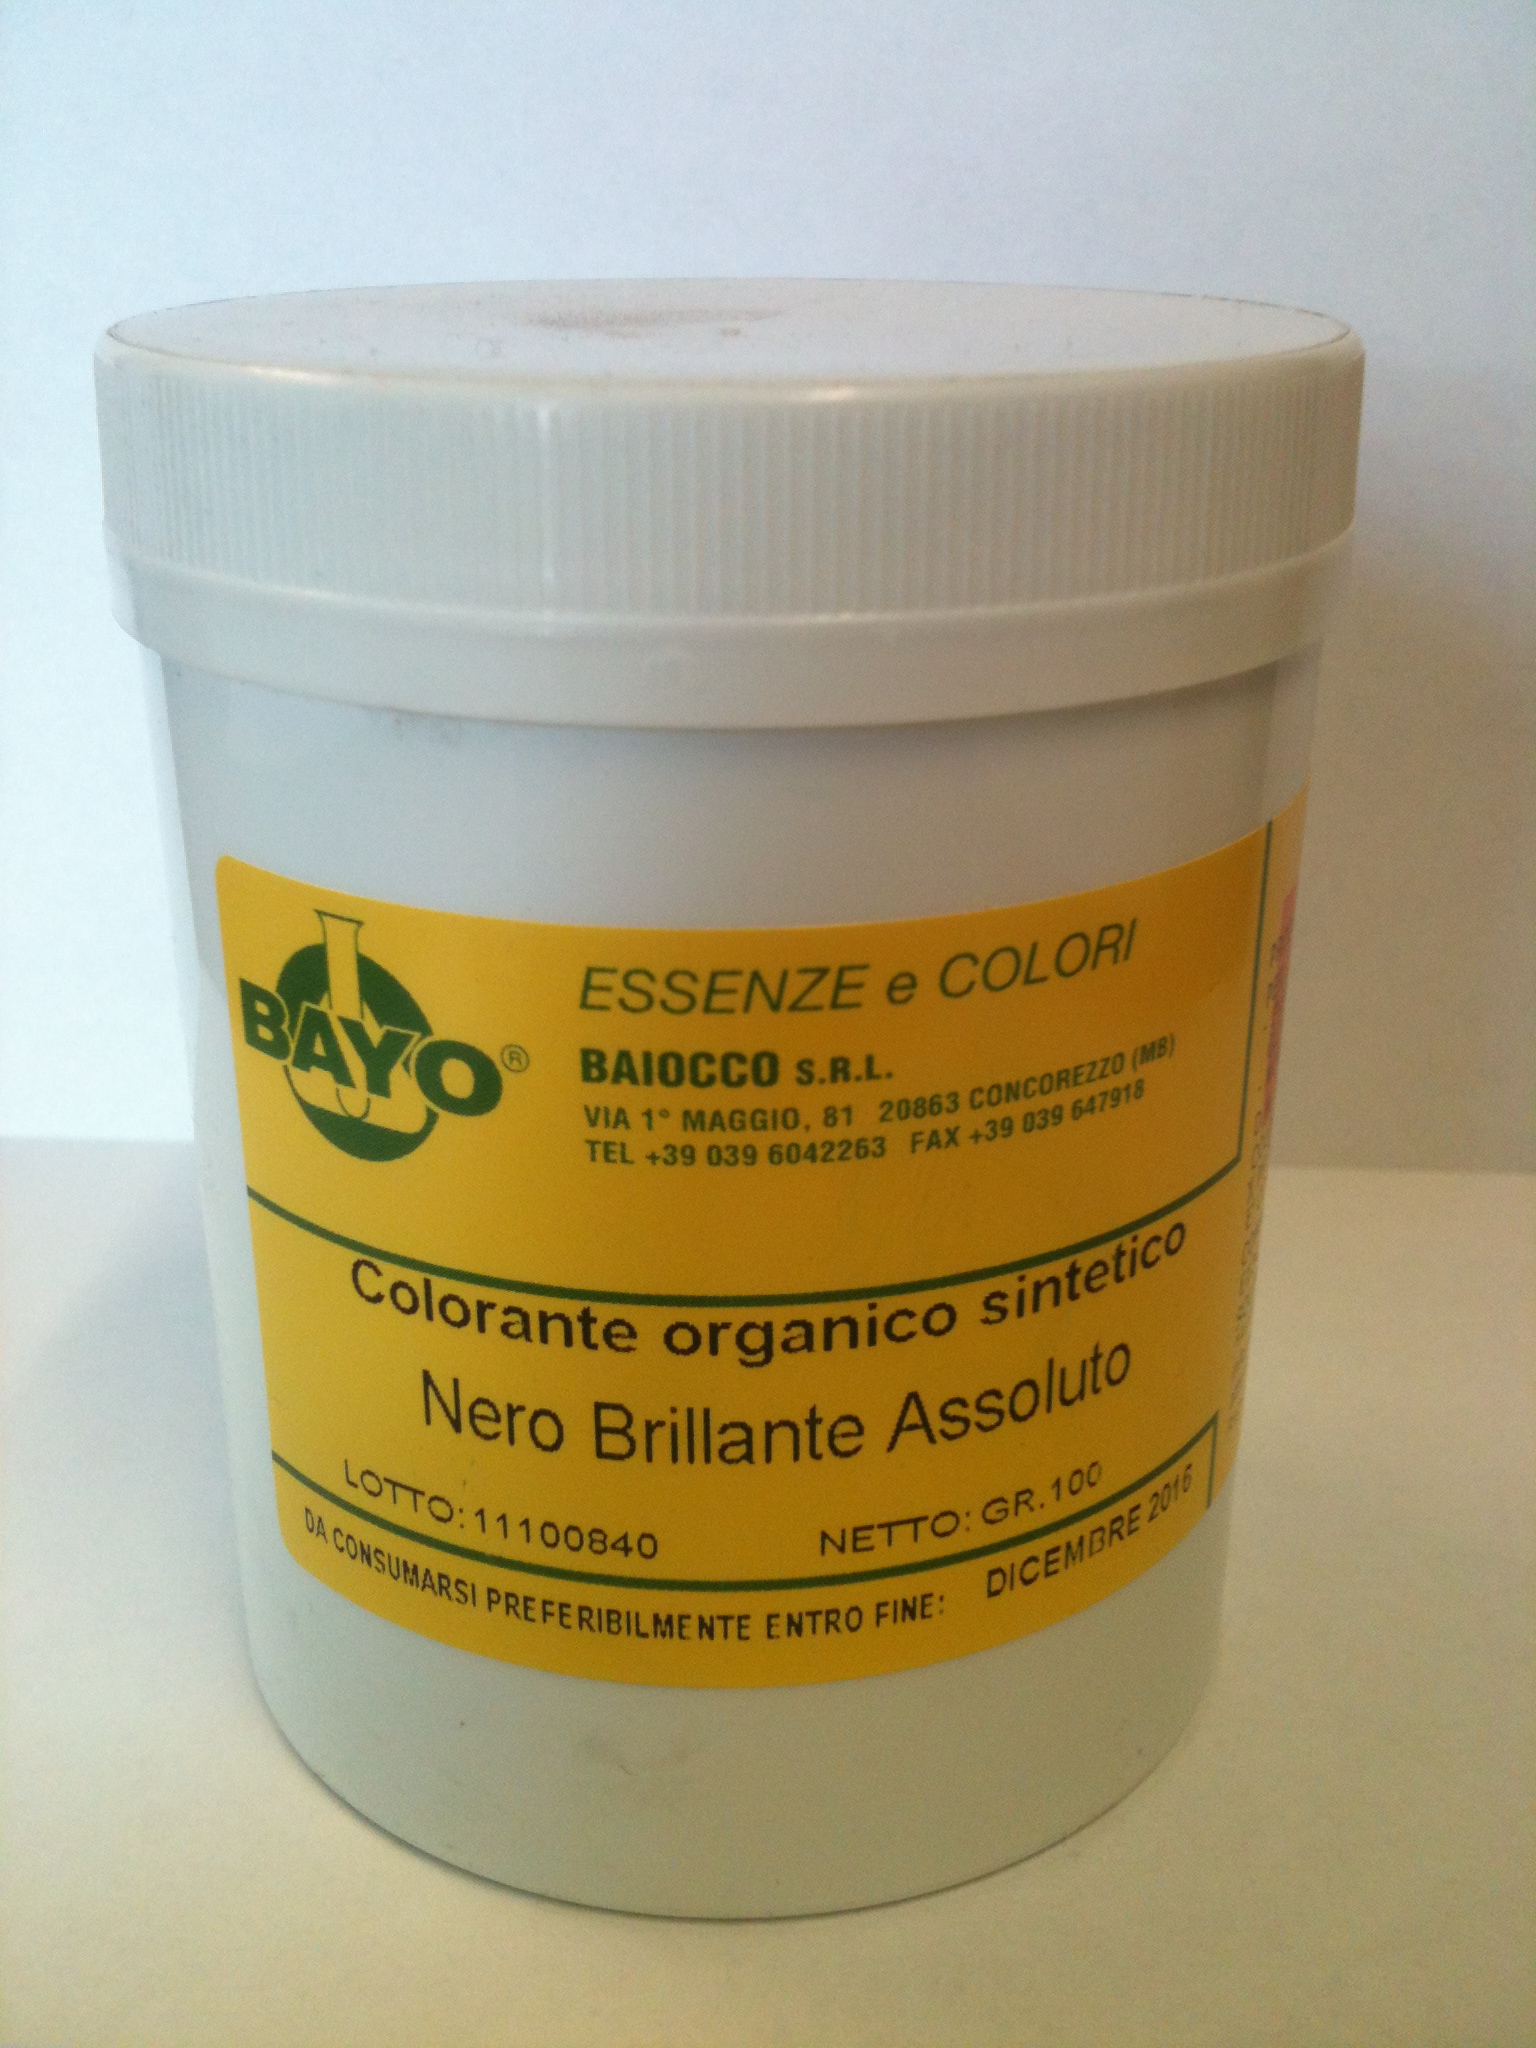 BAYO®
ESSENZE e COLORI
BAIOCCO S.R.L.
VIA 1° MAGGIO, 81 20863 CONCOREZZO (MB)
TEL +39 039 6042263 FAX +39 039 647918
Colorante organico sintetico
Nero Brillante Assoluto
LOTTO: 11100840 NETTO: GR.100
DA CONSUMARSI PREFERIBILMENTE ENTRO FINE: DICEMBRE 2016